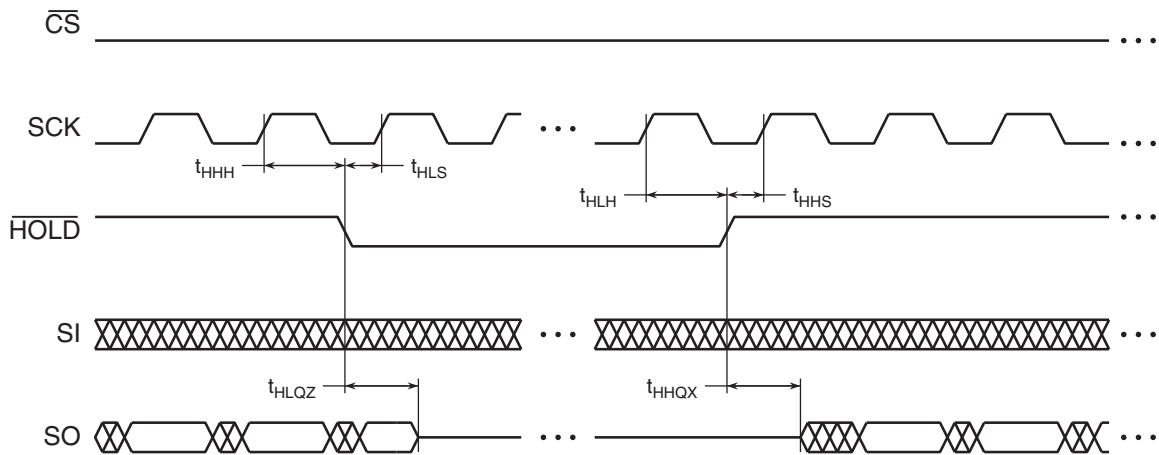 CS
SCK
tHHH
tHLS
tHLH
tHHS
HOLD
SI
tHLQZ
tHHQX
SO